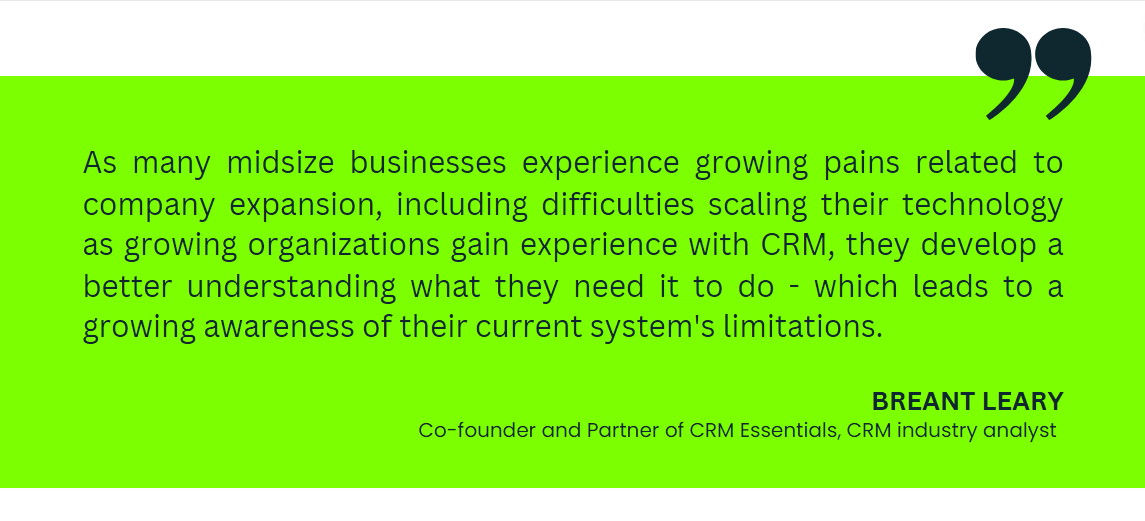 ”
As many midsize businesses experience growing pains related to
company expansion, including difficulties scaling their technology
as growing organizations gain experience with CRM, they develop a
better understanding what they need it to do - which leads to a
growing awareness of their current system's limitations.
BREANT LEARY
Co-founder and Partner of CRM Essentials, CRM industry analyst